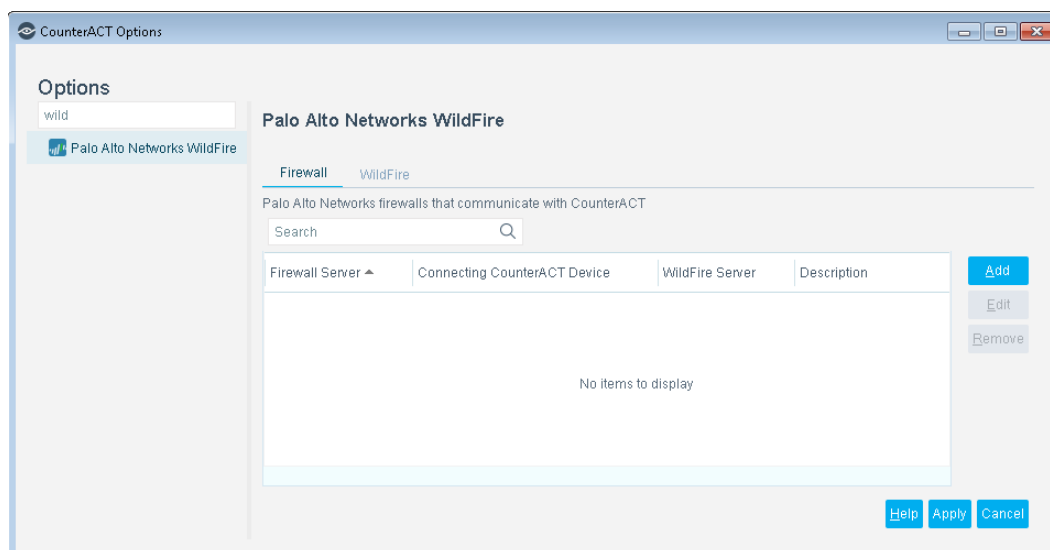 CounterACT Options
Options
wild
Palo Alto Networks WildFire
Palo Alto Networks WildFire
Firewall WildFire
Palo Alto Networks firewalls that communicate with CounterACT
Search
Firewall Server Connecting CounterACT Device WildFire Server Description
Add
Edit
Remove
No items to display
Help Apply Cancel